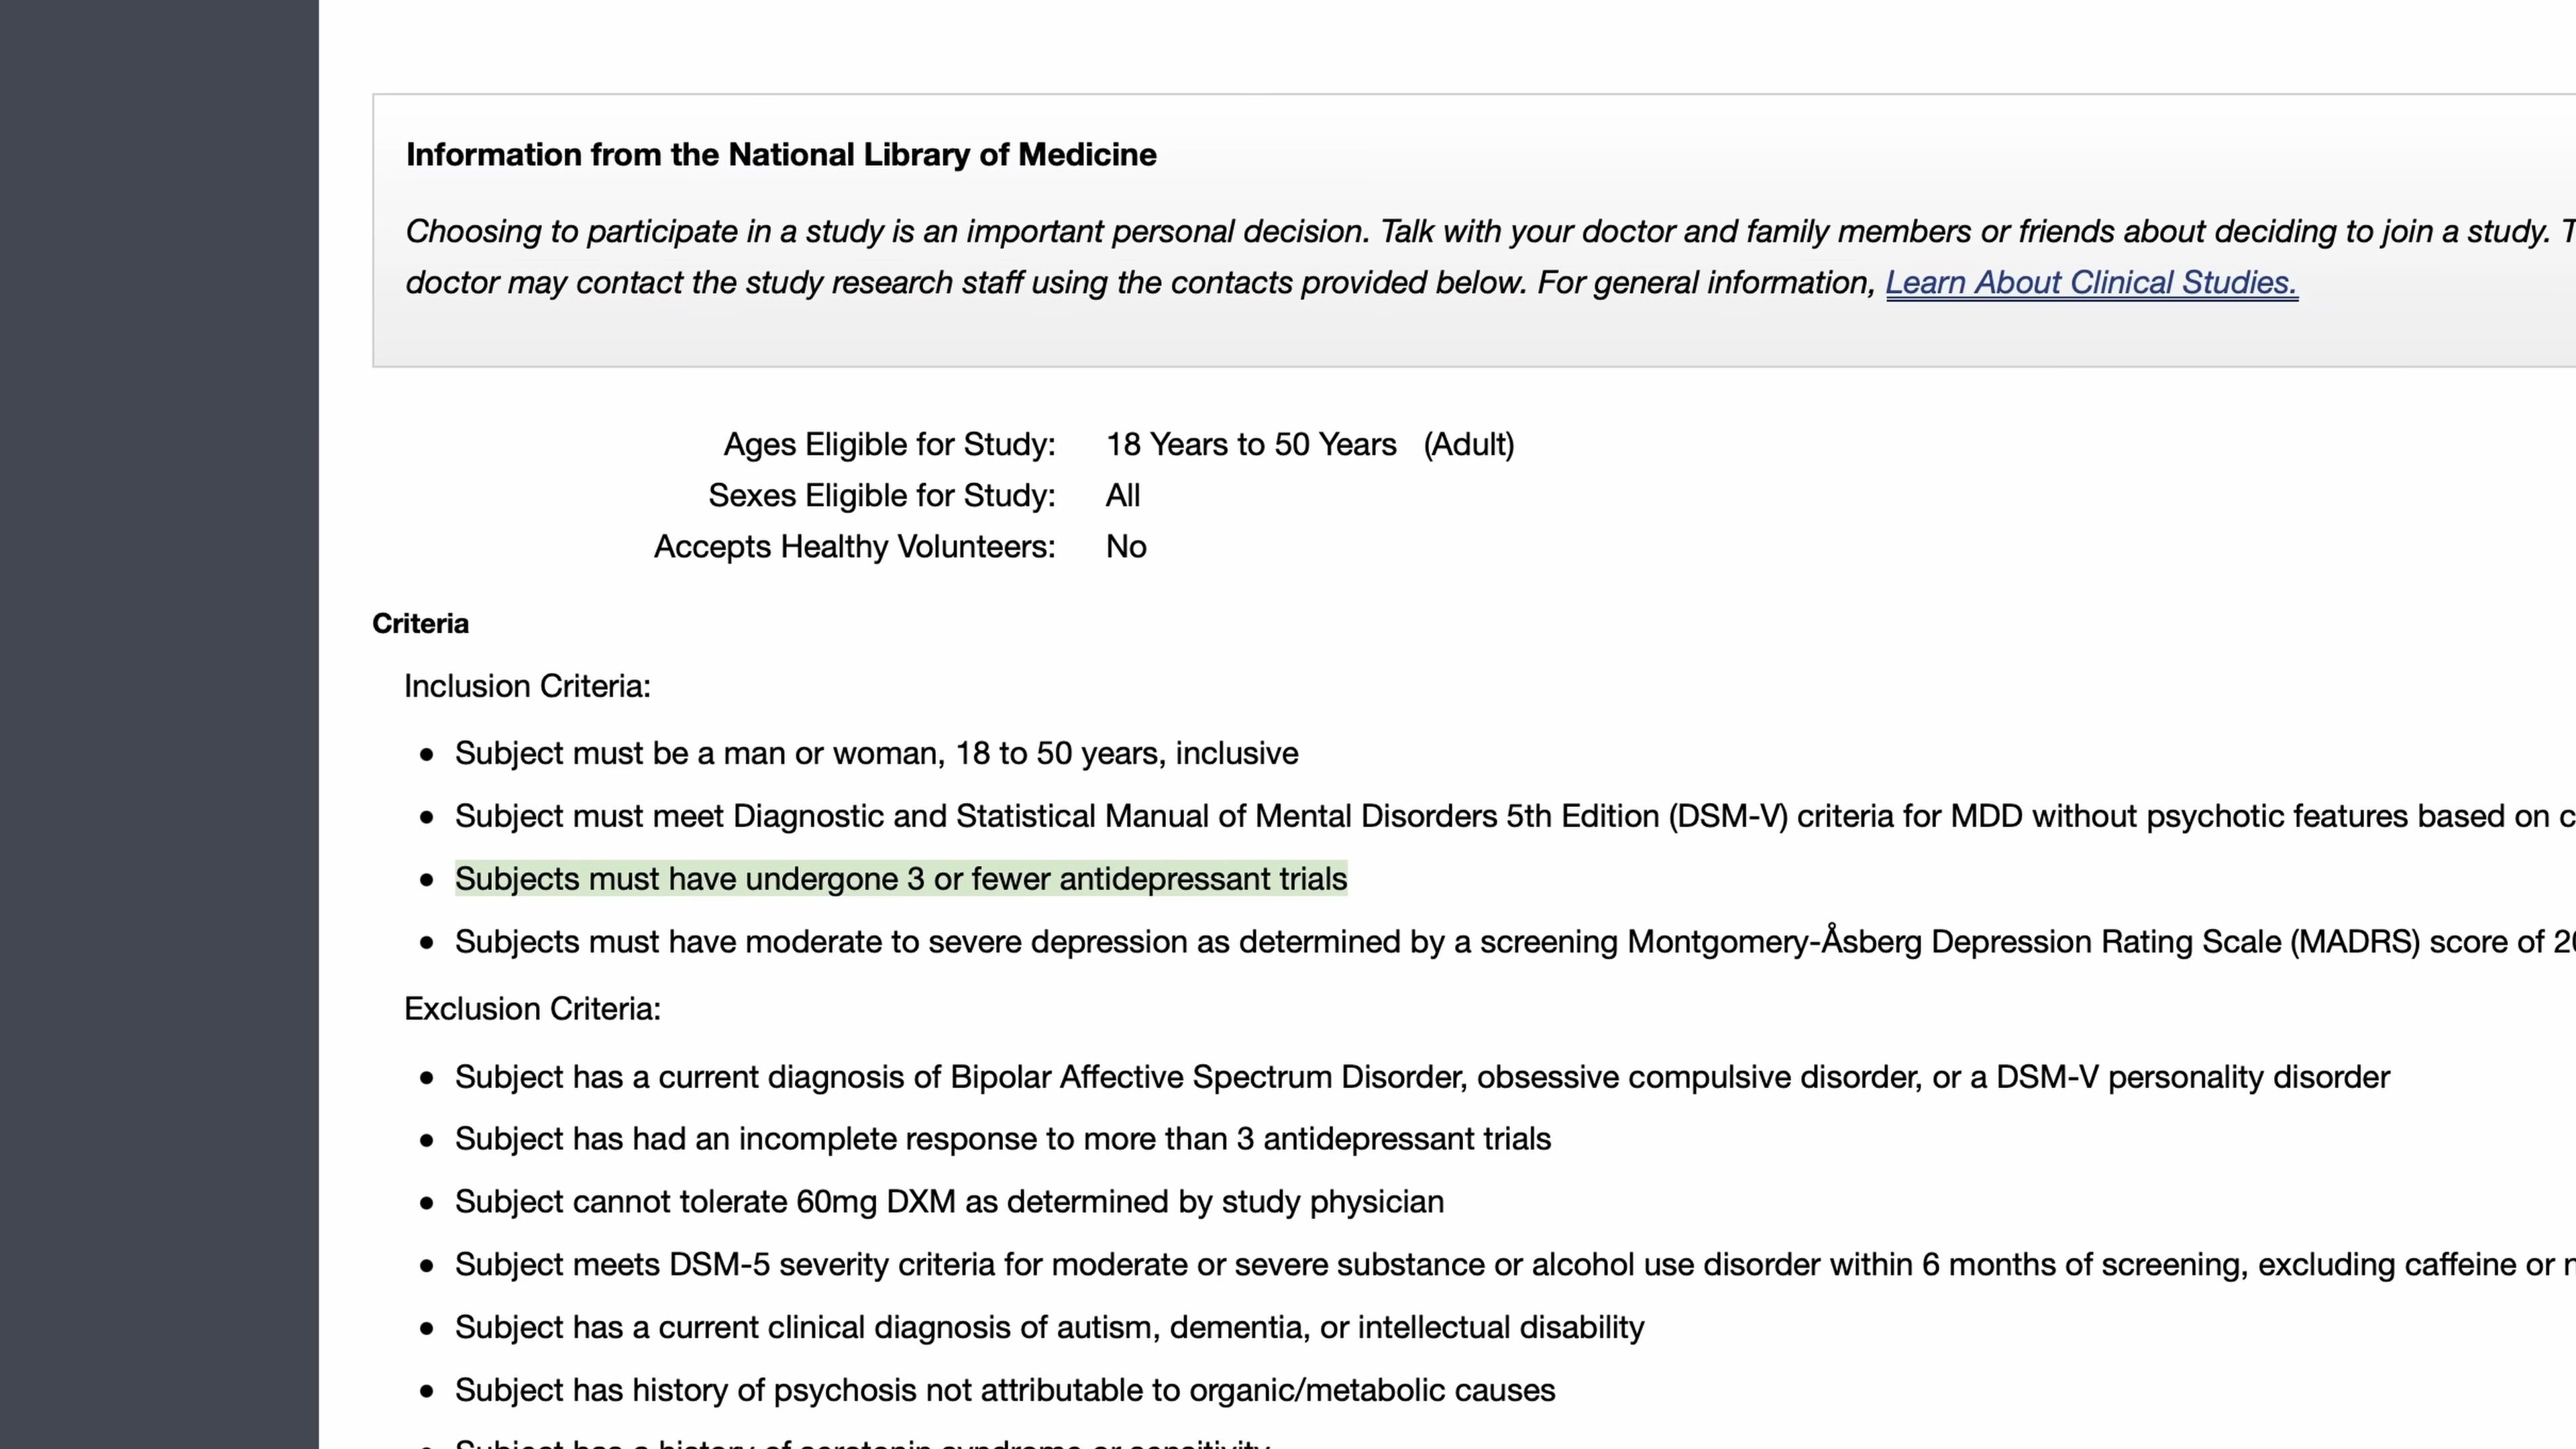 Information from the National Library of Medicine
Choosing to participate in a study is an important personal decision. Talk with your doctor and family members or friends about deciding to join a study.
doctor may contact the study research staff using the contacts provided below. For general information, Learn About Clinical Studies.
Ages Eligible for Study: 18 Years to 50 Years (Adult)
Sexes Eligible for Study: All
Accepts Healthy Volunteers: No
Criteria
Inclusion Criteria:
• Subject must be a man or woman, 18 to 50 years, inclusive
• Subject must meet Diagnostic and Statistical Manual of Mental Disorders 5th Edition (DSM-V) criteria for MDD without psychotic features based on
• Subjects must have undergone 3 or fewer antidepressant trials
• Subjects must have moderate to severe depression as determined by a screening Montgomery-Åsberg Depression Rating Scale (MADRS) score of
Exclusion Criteria:
• Subject has a current diagnosis of Bipolar Affective Spectrum Disorder, obsessive compulsive disorder, or a DSM-V personality disorder
• Subject has had an incomplete response to more than 3 antidepressant trials
• Subject cannot tolerate 60mg DXM as determined by study physician
• Subject meets DSM-5 severity criteria for moderate or severe substance or alcohol use disorder within 6 months of screening, excluding caffeine or
• Subject has a current clinical diagnosis of autism, dementia, or intellectual disability
• Subject has history of psychosis not attributable to organic/metabolic causes
• Subject has a history of serotonin syndrome or sensitivity